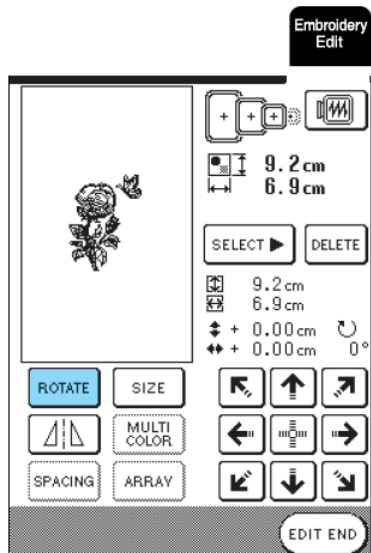 Embroidery
Edit
9.2cm
6.9cm
SELECT
DELETE
9.2cm
6.9cm
+ 0.00cm
+ 0.00cm 0°
ROTATE
SIZE
MULTI
COLOR
SPACING
ARRAY
EDIT END